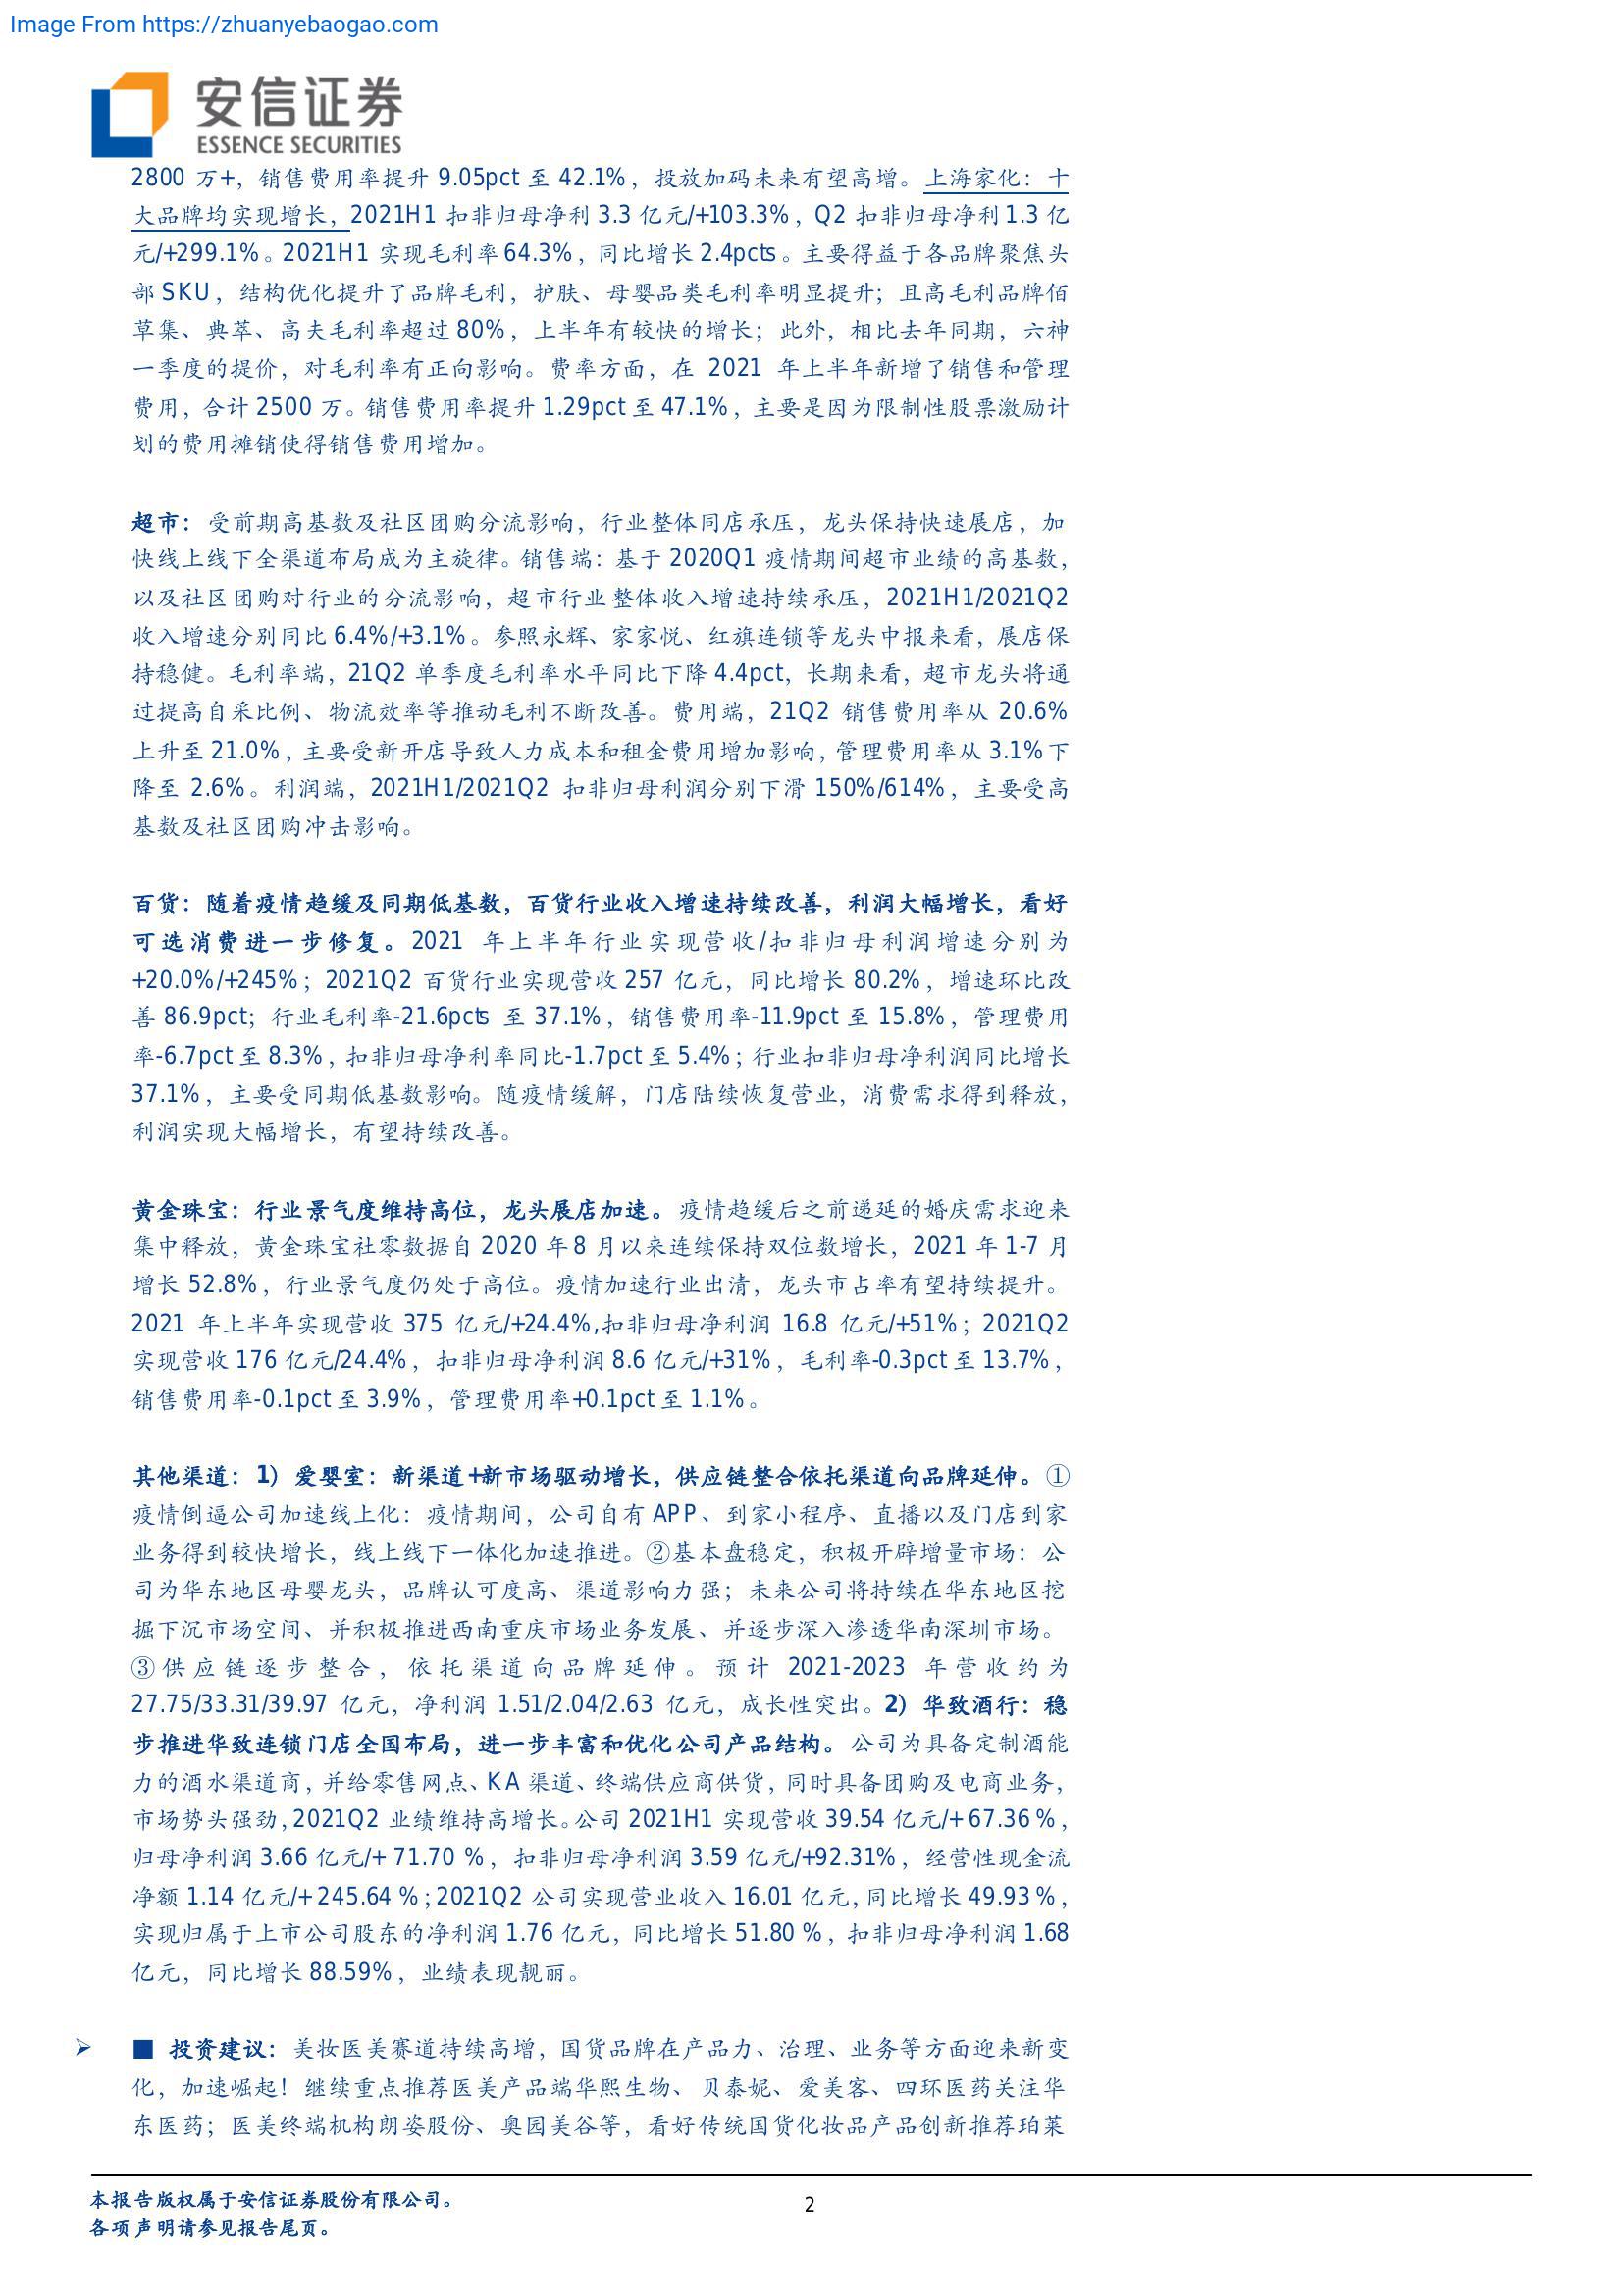 Image From https://zhuanyebaogao.com
安信证券
ESSENCE SECURITIES
2800 万+，销售费用率提升 9.05pct 至 42.1%，投放加码未来有望高增。上海家化：十
大品牌均实现增长，2021H1 扣非归母净利 3.3 亿元/+103.3%，Q2 扣非归母净利 1.3 亿
元/+299.1%。2021H1 实现毛利率 64.3%，同比增长 2.4pcts。主要得益于各品牌聚焦头
部 SKU，结构优化提升了品牌毛利，护肤、母婴品类毛利率明显提升；且高毛利品牌佰
草集、典萃、高夫毛利率超过 80%，上半年有较快的增长；此外，相比去年同期，六神
一季度的提价，对毛利率有正向影响。费率方面，在 2021 年上半年新增了销售和管理
费用，合计 2500 万。销售费用率提升 1.29pct 至 47.1%，主要是因为限制性股票激励计
划的费用摊销使得销售费用增加。
超市：受前期高基数及社区团购分流影响，行业整体同店承压，龙头保持快速展店，加
快线上线下全渠道布局成为主旋律。销售端：基于 2020Q1 疫情期间超市业绩的高基数，
以及社区团购对行业的分流影响，超市行业整体收入增速持续承压，2021H1/2021Q2
收入增速分别同比 6.4%/+3.1%。参照永辉、家家悦、红旗连锁等龙头中报来看，展店保
持稳健。毛利率端，21Q2 单季度毛利率水平同比下降 4.4pct，长期来看，超市龙头将通
过提高自采比例、物流效率等推动毛利不断改善。费用端，21Q2 销售费用率从 20.6%
上升至 21.0%，主要受新开店导致人力成本和租金费用增加影响，管理费用率从 3.1%下
降至 2.6%。利润端，2021H1/2021Q2 扣非归母利润分别下滑 150%/614%，主要受高
基数及社区团购冲击影响。
百货：随着疫情趋缓及同期低基数，百货行业收入增速持续改善，利润大幅增长，看好
可选消费进一步修复。2021 年上半年行业实现营收/扣非归母利润增速分别为
+20.0%/+245%；2021Q2 百货行业实现营收 257 亿元，同比增长 80.2%，增速环比改
善 86.9pct；行业毛利率-21.6pcts 至 37.1%，销售费用率-11.9pct 至 15.8%，管理费用
率-6.7pct 至 8.3%，扣非归母净利率同比-1.7pct 至 5.4%；行业扣非归母净利润同比增长
37.1%，主要受同期低基数影响。随疫情缓解，门店陆续恢复营业，消费需求得到释放，
利润实现大幅增长，有望持续改善。
黄金珠宝：行业景气度维持高位，龙头展店加速。疫情趋缓后之前递延的婚庆需求迎来
集中释放，黄金珠宝社零数据自 2020 年 8 月以来连续保持双位数增长，2021 年 1-7 月
增长 52.8%，行业景气度仍处于高位。疫情加速行业出清，龙头市占率有望持续提升。
2021 年上半年实现营收 375 亿元/+24.4%,扣非归母净利润 16.8 亿元/+51%；2021Q2
实现营收 176 亿元/24.4%，扣非归母净利润 8.6 亿元/+31%，毛利率-0.3pct 至 13.7%，
销售费用率-0.1pct 至 3.9%，管理费用率+0.1pct 至 1.1%。
其他渠道：1）爱婴室：新渠道+新市场驱动增长，供应链整合依托渠道向品牌延伸。①
疫情倒逼公司加速线上化：疫情期间，公司自有 APP、到家小程序、直播以及门店到家
业务得到较快增长，线上线下一体化加速推进。②基本盘稳定，积极开辟增量市场：公
司为华东地区母婴龙头，品牌认可度高、渠道影响力强；未来公司将持续在华东地区挖
掘下沉市场空间、并积极推进西南重庆市场业务发展、并逐步深入渗透华南深圳市场。
③供应链逐步整合，依托渠道向品牌延伸。预计 2021-2023 年营收约为
27.75/33.31/39.97 亿元，净利润 1.51/2.04/2.63 亿元，成长性突出。2）华致酒行：稳
步推进华致连锁门店全国布局，进一步丰富和优化公司产品结构。公司为具备定制酒能
力的酒水渠道商，并给零售网点、KA 渠道、终端供应商供货，同时具备团购及电商业务，
市场势头强劲，2021Q2 业绩维持高增长。公司 2021H1 实现营收 39.54 亿元/+ 67.36 %，
归母净利润 3.66 亿元/+ 71.70 %，扣非归母净利润 3.59 亿元/+92.31%，经营性现金流
净额 1.14 亿元/+ 245.64 %；2021Q2 公司实现营业收入 16.01 亿元，同比增长 49.93 %，
实现归属于上市公司股东的净利润 1.76 亿元，同比增长 51.80 %，扣非归母净利润 1.68
亿元，同比增长 88.59%，业绩表现靓丽。
➢ ■ 投资建议：美妆医美赛道持续高增，国货品牌在产品力、治理、业务等方面迎来新变
化，加速崛起！继续重点推荐医美产品端华熙生物、贝泰妮、爱美客、四环医药关注华
东医药；医美终端机构朗姿股份、奥园美谷等，看好传统国货化妆品产品创新推荐珀莱
本报告版权属于安信证券股份有限公司。
2
各项声明请参见报告尾页。